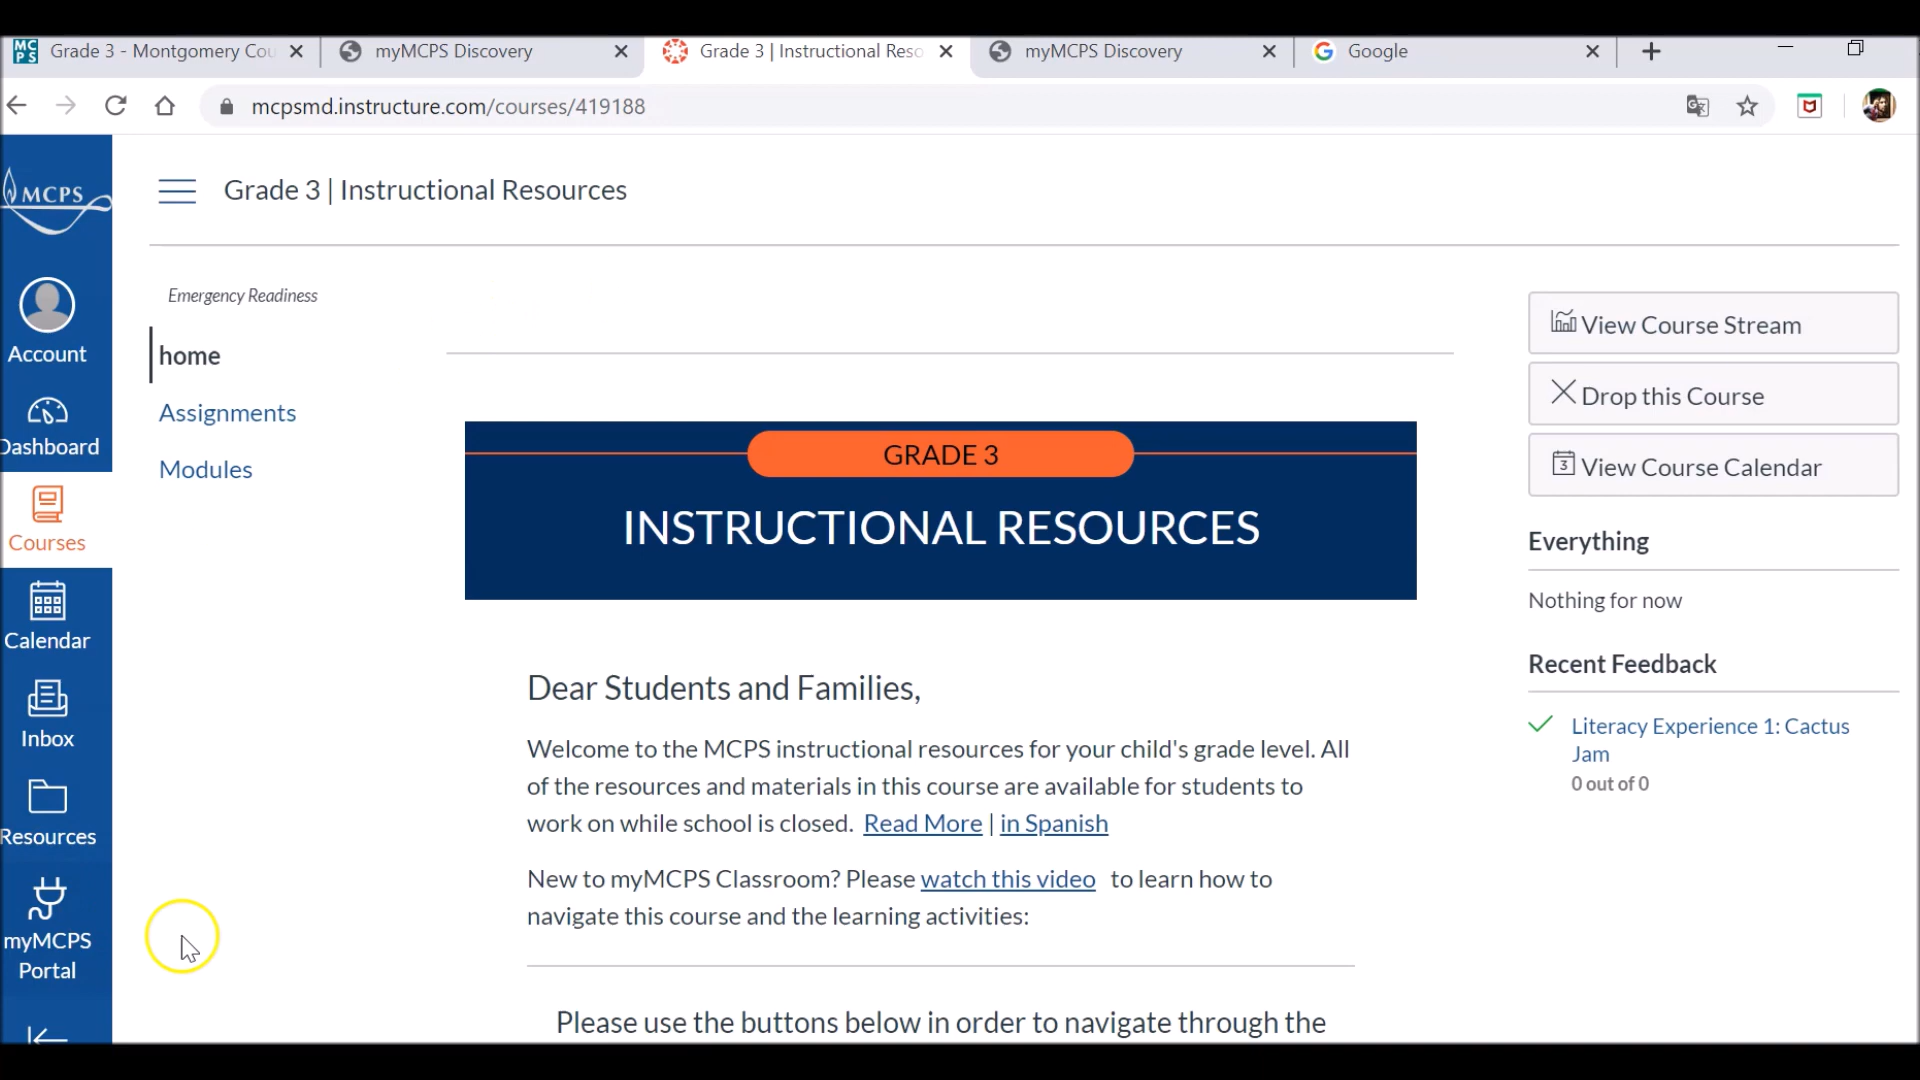 MC
PS
Grade 3 - Montgomery Cou
myMCPS Discovery
Grade 3 | Instructional Reso
myMCPS Discovery
Google
mcpsmd.instructure.com/courses/419188
MCPS
Account
Dashboard
Courses
Calendar
Inbox
Resources
myMCPS
Portal
Grade 3 | Instructional Resources
Emergency Readiness
home
Assignments
Modules
GRADE 3
INSTRUCTIONAL RESOURCES
Dear Students and Families,
Welcome to the MCPS instructional resources for your child's grade level. All
of the resources and materials in this course are available for students to
work on while school is closed. Read More | in Spanish
New to myMCPS Classroom? Please watch this video to learn how to
navigate this course and the learning activities:
Please use the buttons below in order to navigate through the
View Course Stream
Drop this Course
3 View Course Calendar
Everything
Nothing for now
Recent Feedback
Literacy Experience 1: Cactus
Jam
0 out of 0